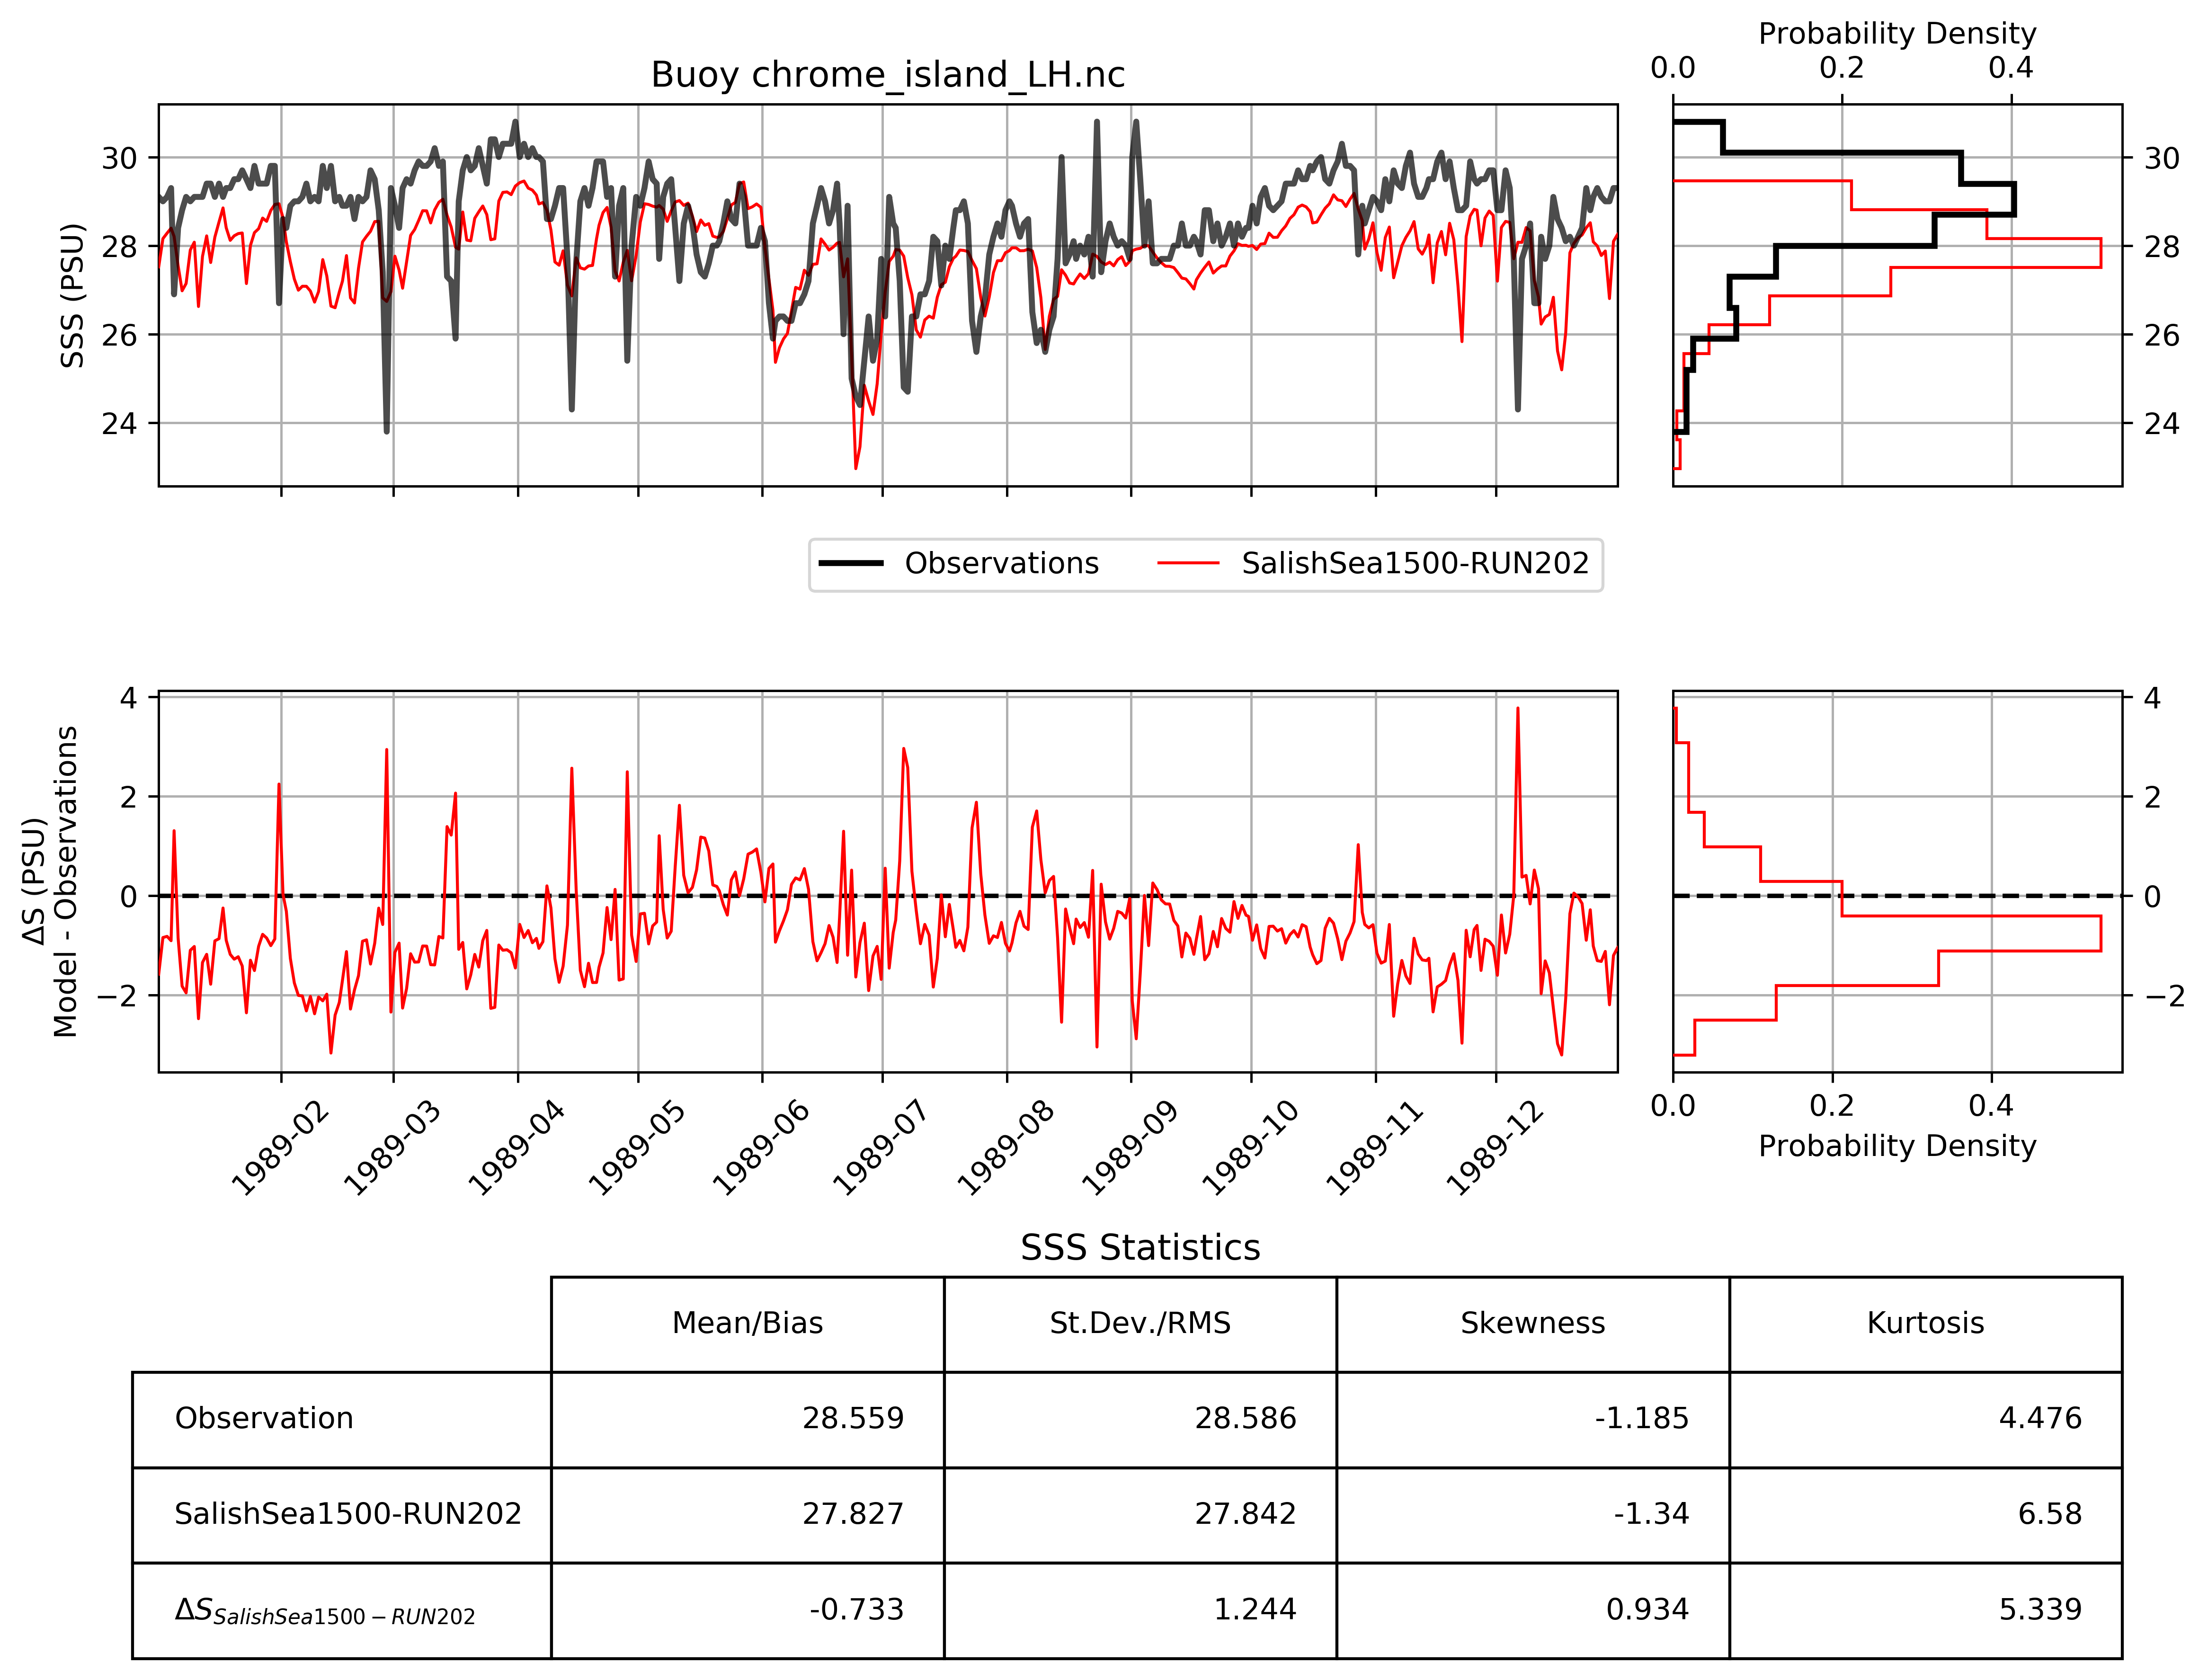 Probability Density
0.0 0.2 0.4
Buoy chrome_island_LH.nc
SSS (PSU)
30
28
26
24
30
28
26
24
Observations SalishSea1500-RUN202
ΔS (PSU)
Model - Observations
4
2
0
−2
4
2
0
−2
1989-02 1989-03 1989-04 1989-05 1989-06 1989-07 1989-08 1989-09 1989-10 1989-11 1989-12
0.0 0.2 0.4
Probability Density
SSS Statistics
Mean/Bias St.Dev./RMS Skewness Kurtosis
Observation 28.559 28.586 -1.185 4.476
SalishSea1500-RUN202 27.827 27.842 -1.34 6.58
ΔS SalishSea1500−RUN202 -0.733 1.244 0.934 5.339